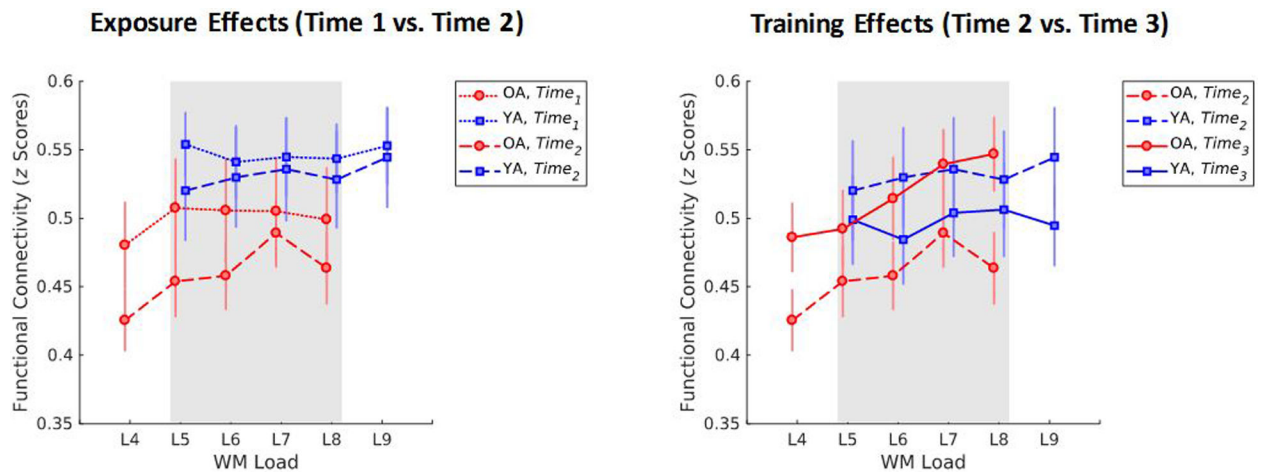 Exposure Effects (Time 1 vs. Time 2)
0.6
0.55
0.5
0.45
0.4
0.35
Functional Connectivity (z Scores)
L4 L5 L6 L7 L8 L9
WM Load
OA, Time1
YA, Time1
OA, Time2
YA, Time2
Training Effects (Time 2 vs. Time 3)
0.6
0.55
0.5
0.45
0.4
0.35
Functional Connectivity (z Scores)
L4 L5 L6 L7 L8 L9
WM Load
OA, Time2
YA, Time2
OA, Time3
YA, Time3